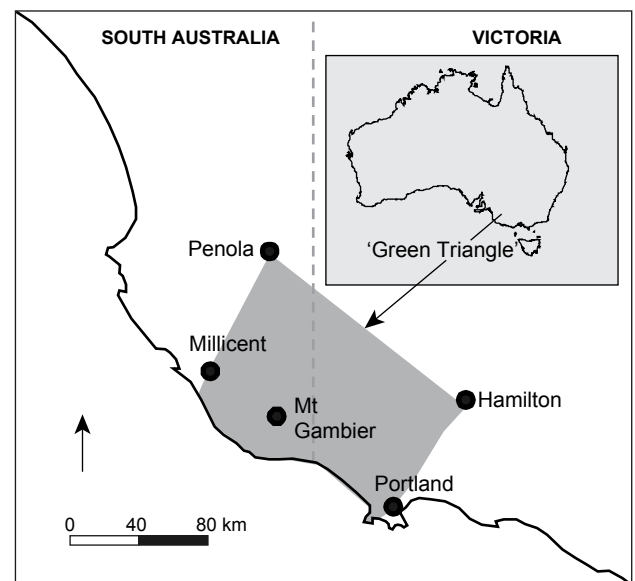 SOUTH AUSTRALIA
VICTORIA
'Green Triangle'
Penola
Millicent
Mt
Gambier
Hamilton
Portland
0 40 80 km